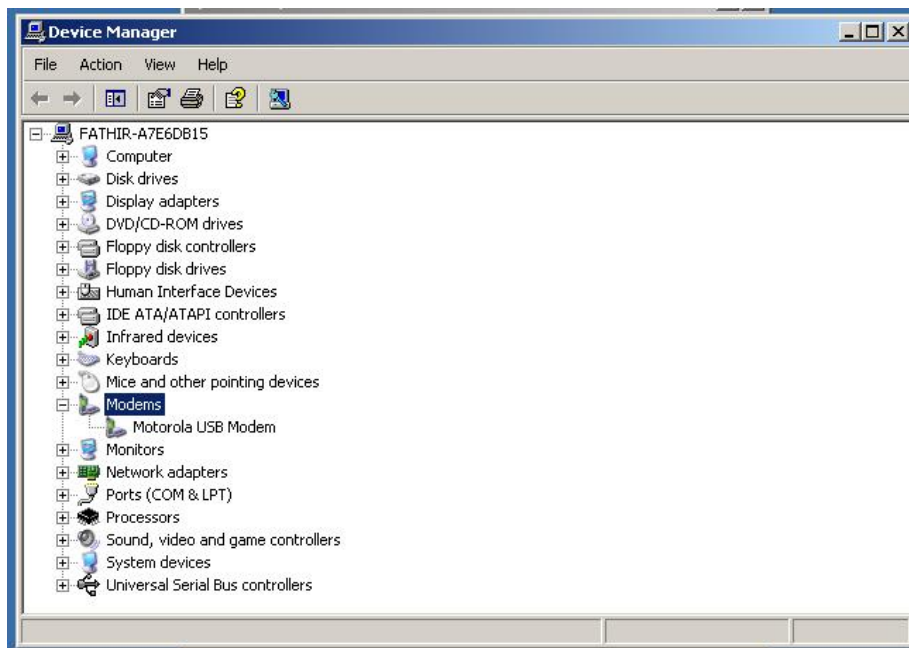 Device Manager
File Action View Help
FATHIR-A7E6DB15
Computer
Disk drives
Display adapters
DVD/CD-ROM drives
Floppy disk controllers
Floppy disk drives
Human Interface Devices
IDE ATA/ATAPI controllers
Infrared devices
Keyboards
Mice and other pointing devices
Modems
Motorola USB Modem
Monitors
Network adapters
Ports (COM & LPT)
Processors
Sound, video and game controllers
System devices
Universal Serial Bus controllers